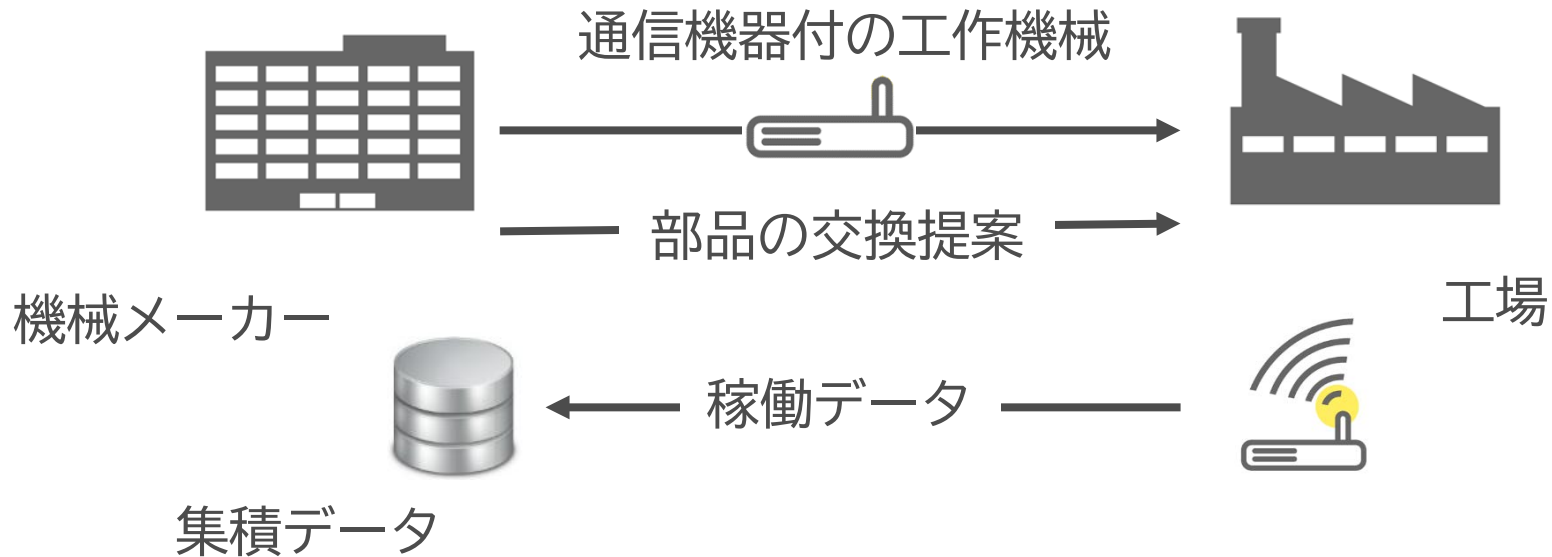 通信機器付の工作機械
部品の交換提案
機械メーカー
工場
稼働データ
集積データ